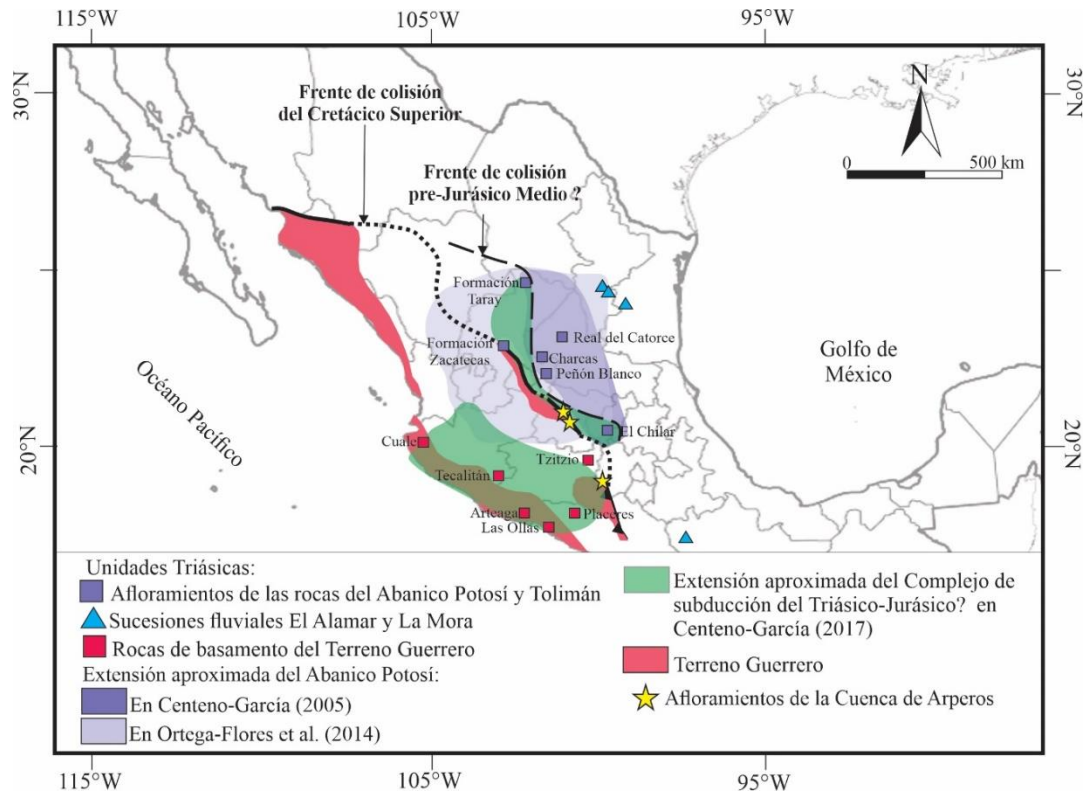 115°W
105°W
95°W
30°N
30°N
N
0
500 km
Frente de colisión
del Cretácico Superior
Frente de colisión
pre-Jurásico Medio ?
Formación
Taray
Real del Catorce
Formación
Zacatecas
Charcas
Peñón Blanco
Golfo de
México
Océano Pacífico
20°N
20°N
El Chilar
Cuale
Tzitzio
Tecalitán
Arteaga
Placeres
Las Ollas
Unidades Triásicas:
Afloramientos de las rocas del Abanico Potosí y Tolimán
Sucesiones fluviales El Alamar y La Mora
Rocas de basamento del Terreno Guerrero
Extensión aproximada del Abanico Potosí:
En Centeno-García (2005)
En Ortega-Flores et al. (2014)
Extensión aproximada del Complejo de
subducción del Triásico-Jurásico? en
Centeno-García (2017)
Terreno Guerrero
Afloramientos de la Cuenca de Arperos
115°W
105°W
95°W